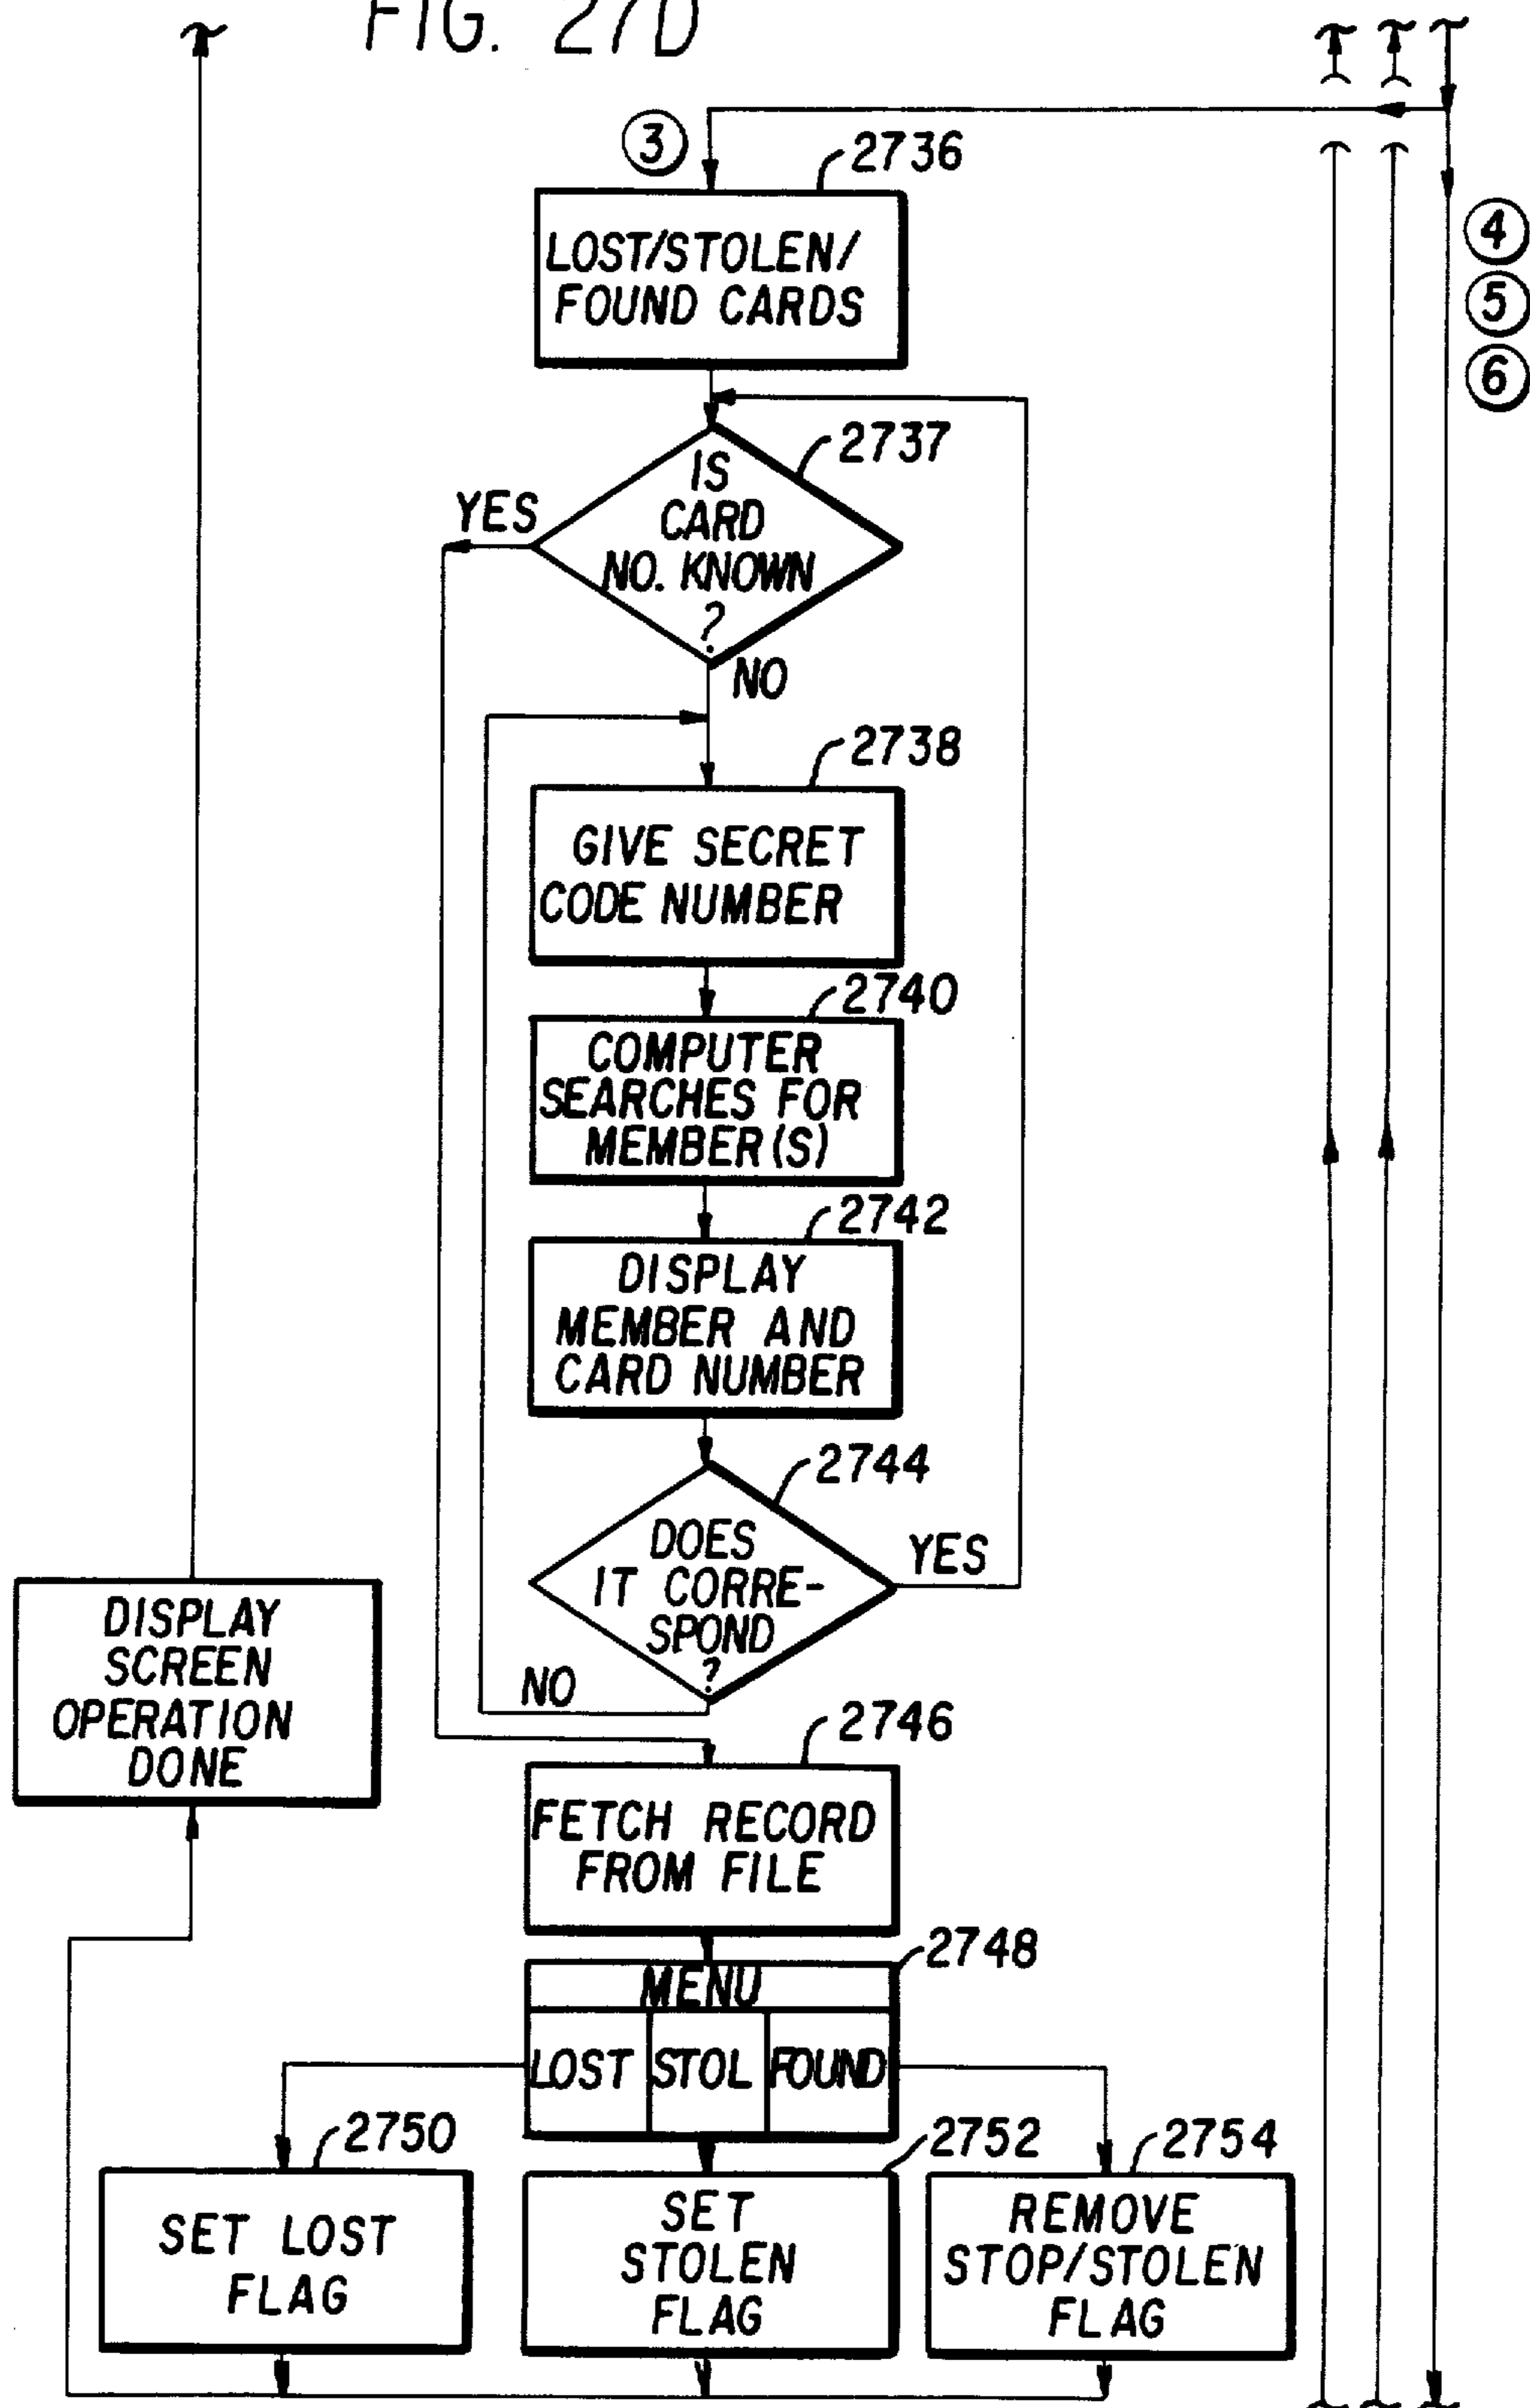 FIG. 27D
3
2736
LOST/STOLEN/
FOUND CARDS
4
5
6
2737
IS
CARD
NO. KNOWN
?
YES
NO
2738
GIVE SECRET
CODE NUMBER
2740
COMPUTER
SEARCHES FOR
MEMBER(S)
2742
DISPLAY
MEMBER AND
CARD NUMBER
2744
DOES
IT CORRE-
SPOND
?
YES
NO
DISPLAY
SCREEN
OPERATION
DONE
2746
FETCH RECORD
FROM FILE
2748
MENU
LOST STOL FOUND
2750
SET LOST
FLAG
2752
SET
STOLEN
FLAG
2754
REMOVE
STOP/STOLEN
FLAG